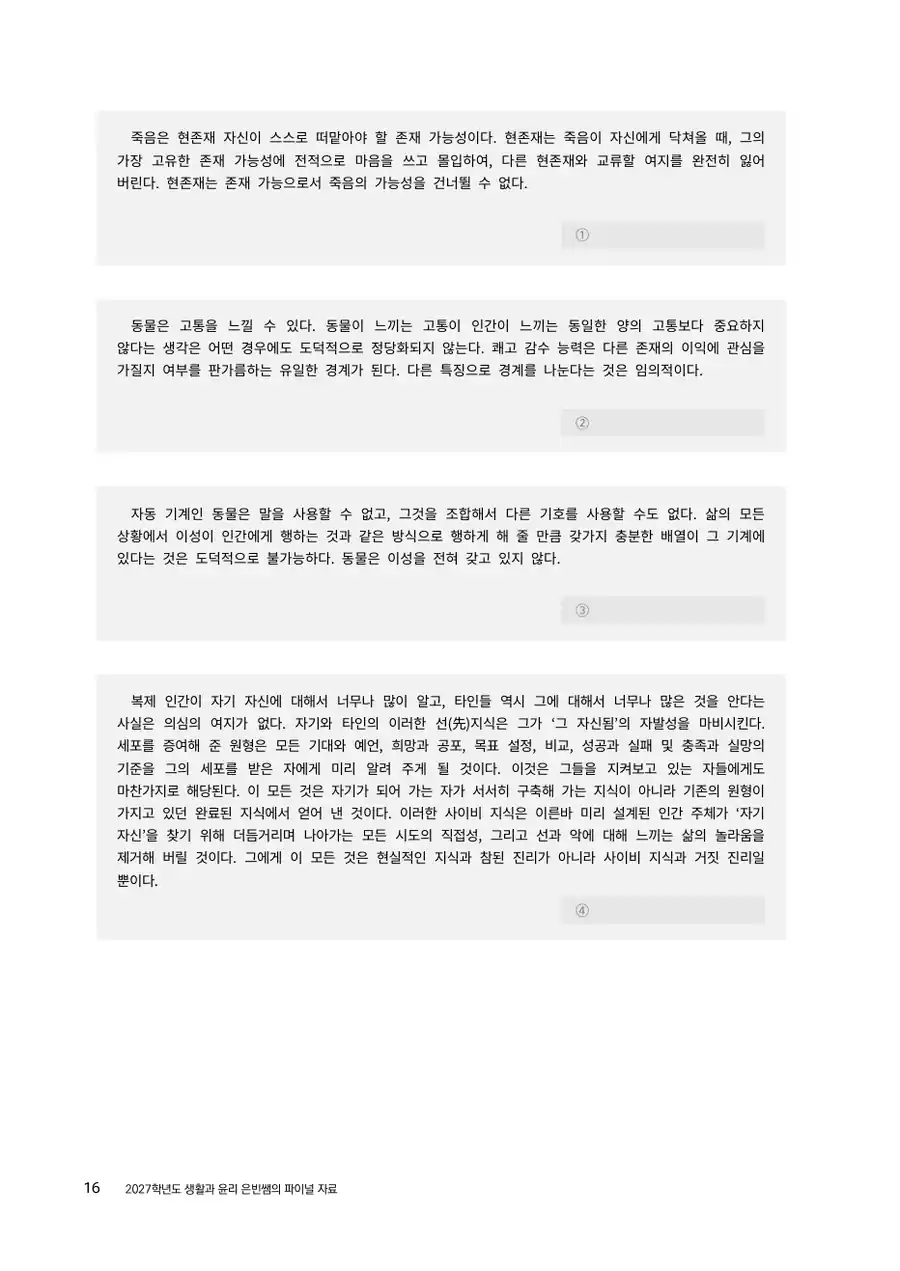 죽음은 현존재 자신이 스스로 떠맡아야 할 존재 가능성이다. 현존재는 죽음이 자신에게 닥쳐올 때, 그의
가장 고유한 존재 가능성에 전적으로 마음을 쓰고 몰입하여, 다른 현존재와 교류할 여지를 완전히 잃어
버린다. 현존재는 존재 가능으로서 죽음의 가능성을 건너뛸 수 없다.
①
동물은 고통을 느낄 수 있다. 동물이 느끼는 고통이 인간이 느끼는 동일한 양의 고통보다 중요하지
않다는 생각은 어떤 경우에도 도덕적으로 정당화되지 않는다. 쾌고 감수 능력은 다른 존재의 이익에 관심을
가질지 여부를 판가름하는 유일한 경계가 된다. 다른 특징으로 경계를 나눈다는 것은 임의적이다.
②
자동 기계인 동물은 말을 사용할 수 없고, 그것을 조합해서 다른 기호를 사용할 수도 없다. 삶의 모든
상황에서 이성이 인간에게 행하는 것과 같은 방식으로 행하게 해 줄 만큼 갖가지 충분한 배열이 그 기계에
있다는 것은 도덕적으로 불가능하다. 동물은 이성을 전혀 갖고 있지 않다.
③
복제 인간이 자기 자신에 대해서 너무나 많이 알고, 타인들 역시 그에 대해서 너무나 많은 것을 안다는
사실은 의심의 여지가 없다. 자기와 타인의 이러한 선(先)지식은 그가 ‘그 자신됨’의 자발성을 마비시킨다.
세포를 증여해 준 원형은 모든 기대와 예언, 희망과 공포, 목표 설정, 비교, 성공과 실패 및 충족과 실망의
기준을 그의 세포를 받은 자에게 미리 알려 주게 될 것이다. 이것은 그들을 지켜보고 있는 자들에게도
마찬가지로 해당된다. 이 모든 것은 자기가 되어 가는 자가 서서히 구축해 가는 지식이 아니라 기존의 원형이
가지고 있던 완료된 지식에서 얻어 낸 것이다. 이러한 사이비 지식은 이른바 미리 설계된 인간 주체가 ‘자기
자신’을 찾기 위해 더듬거리며 나아가는 모든 시도의 직접성, 그리고 선과 악에 대해 느끼는 삶의 놀라움을
제거해 버릴 것이다. 그에게 이 모든 것은 현실적인 지식과 참된 진리가 아니라 사이비 지식과 거짓 진리일
뿐이다.
④
16 2027학년도 생활과 윤리 은빈쌤의 파이널 자료